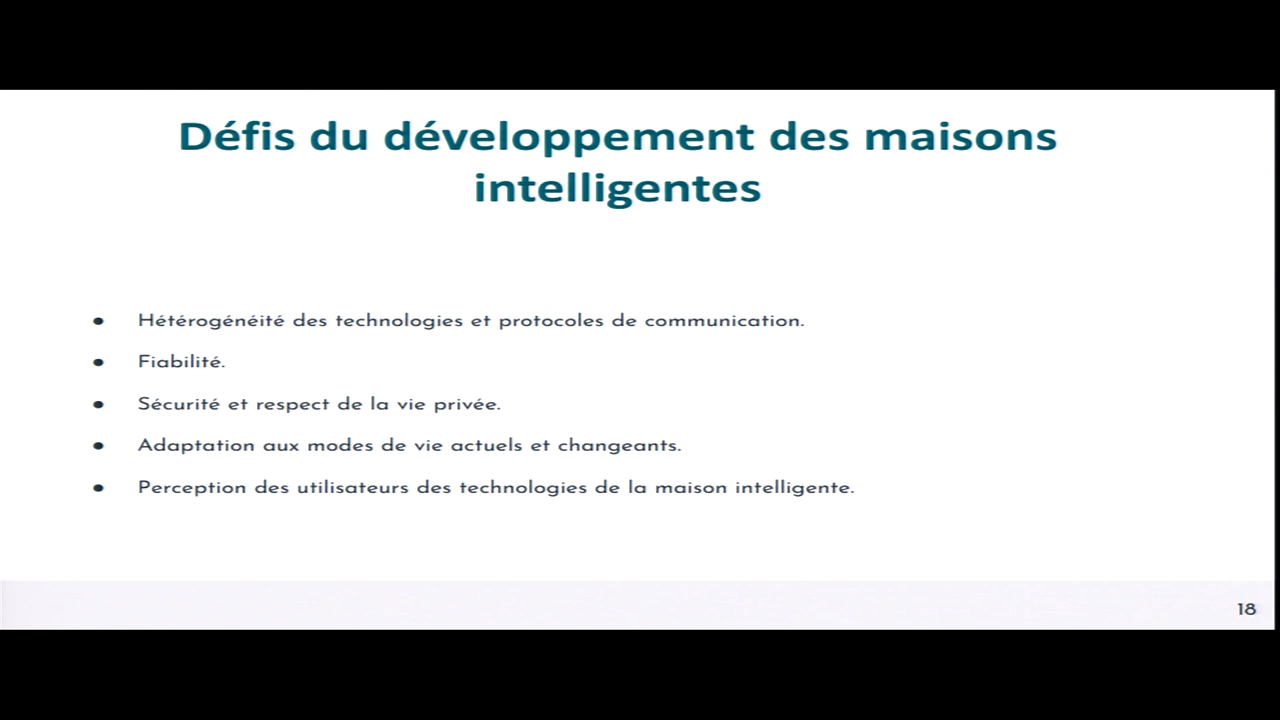 Défis du développement des maisons
intelligentes
● Hétérogénéité des technologies et protocoles de communication.
● Fiabilité.
● Sécurité et respect de la vie privée.
● Adaptation aux modes de vie actuels et changeants.
● Perception des utilisateurs des technologies de la maison intelligente.
18